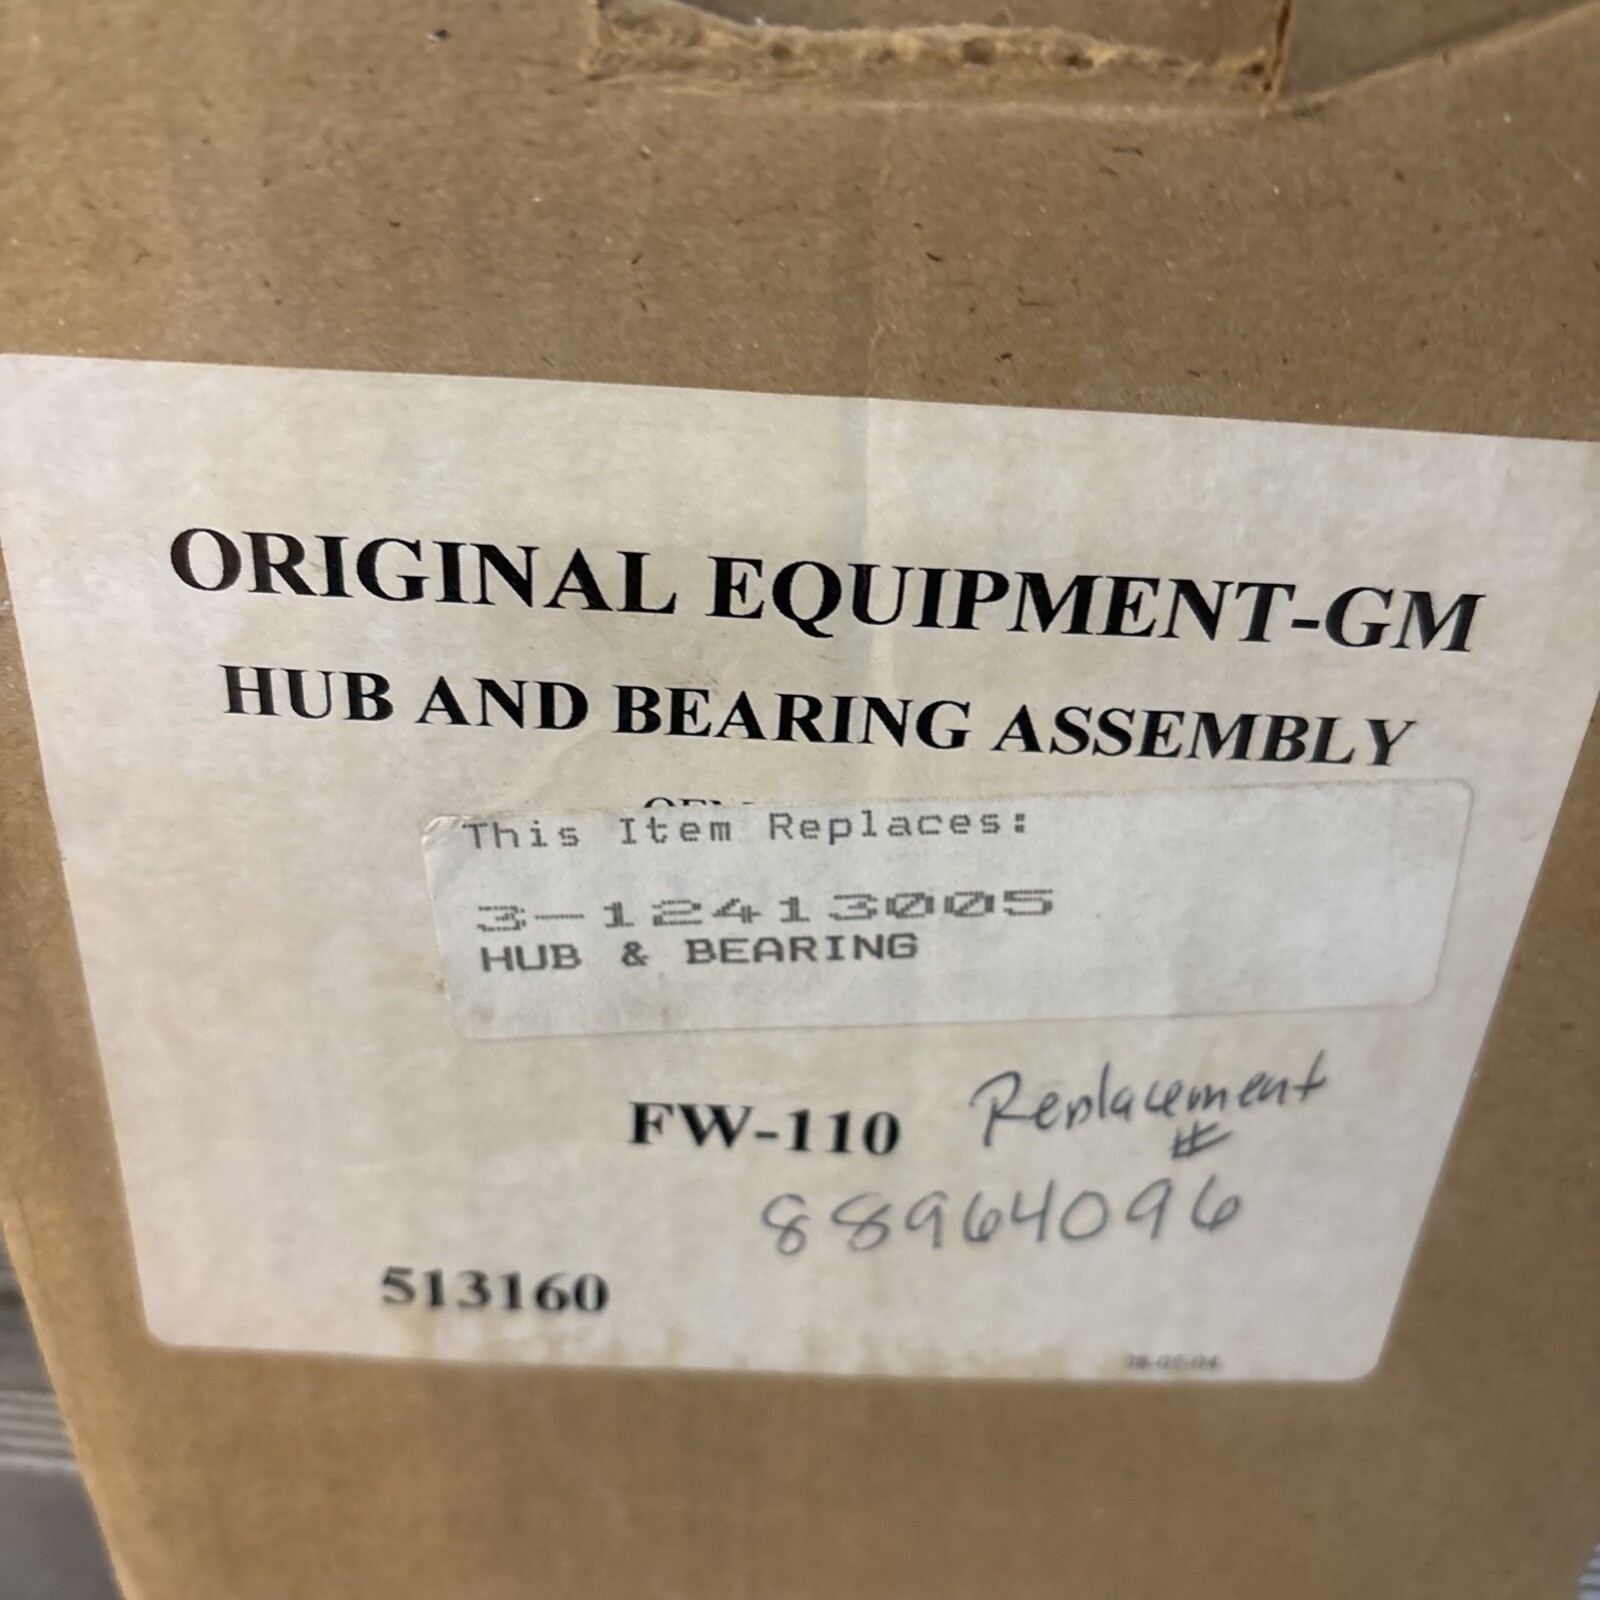 ORIGINAL EQUIPMENT-GM
HUB AND BEARING ASSEMBLY
This Item Replaces:
3-12413005
HUB & BEARING
FW-110
Replacement
#
88964096
513160